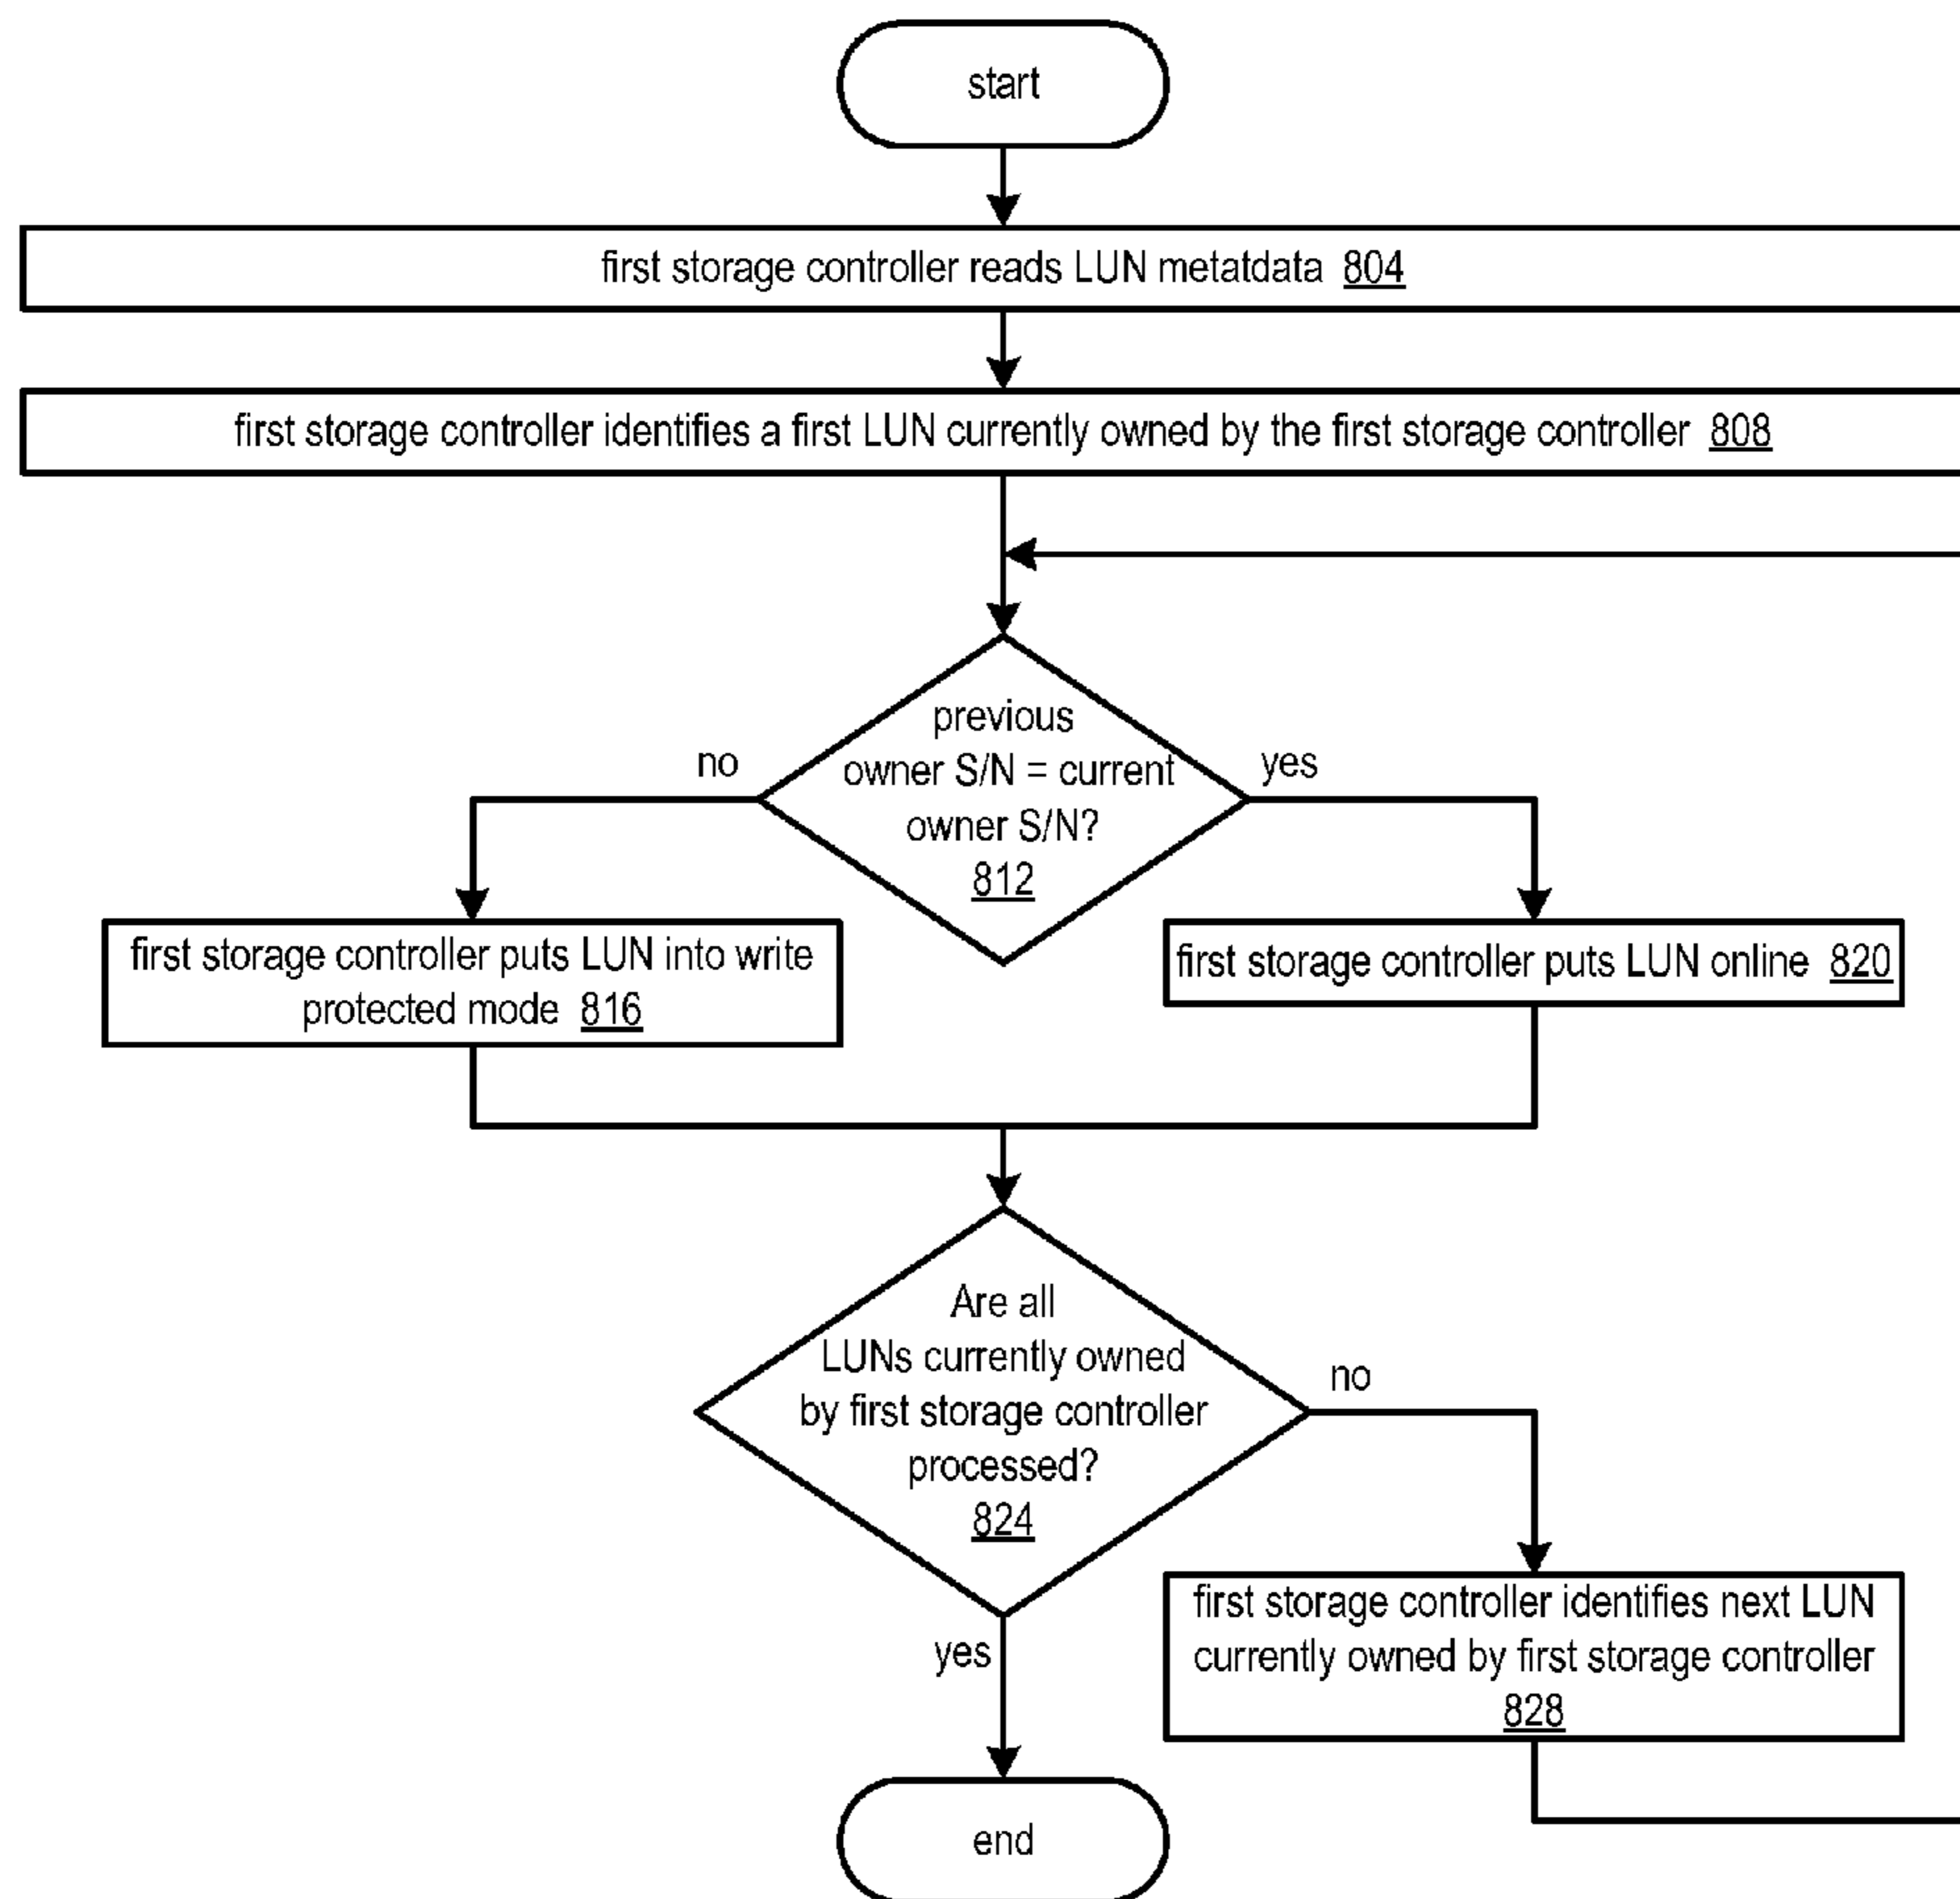 start
first storage controller reads LUN metatdata 804
first storage controller identifies a first LUN currently owned by the first storage controller 808
previous
owner S/N = current
owner S/N?
812
no
yes
first storage controller puts LUN into write
protected mode 816
first storage controller puts LUN online 820
Are all
LUNs currently owned
by first storage controller
processed?
824
no
yes
first storage controller identifies next LUN
currently owned by first storage controller
828
end